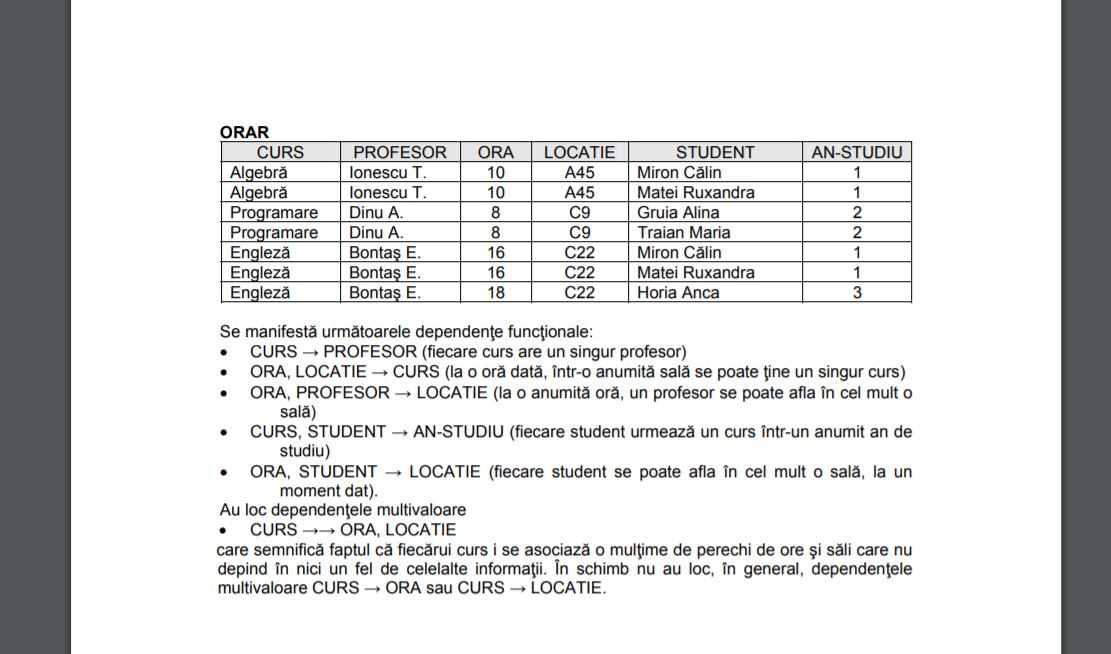 ORAR
CURS PROFESOR ORA LOCATIE STUDENT AN-STUDIU
Algebră Ionescu T. 10 A45 Miron Călin 1
Algebră Ionescu T. 10 A45 Matei Ruxandra 1
Programare Dinu A. 8 C9 Gruia Alina 2
Programare Dinu A. 8 C9 Traian Maria 2
Engleză Bontaş E. 16 C22 Miron Călin 1
Engleză Bontaş E. 16 C22 Matei Ruxandra 1
Engleză Bontaş E. 18 C22 Horia Anca 3
Se manifestă următoarele dependenţe funcţionale:
• CURS → PROFESOR (fiecare curs are un singur profesor)
• ORA, LOCATIE → CURS (la o oră dată, într-o anumită sală se poate ţine un singur curs)
• ORA, PROFESOR → LOCATIE (la o anumită oră, un profesor se poate afla în cel mult o
sală)
• CURS, STUDENT → AN-STUDIU (fiecare student urmează un curs într-un anumit an de
studiu)
• ORA, STUDENT → LOCATIE (fiecare student se poate afla în cel mult o sală, la un
moment dat).
Au loc dependenţele multivaloare
• CURS →→ ORA, LOCATIE
care semnifică faptul că fiecărui curs i se asociază o mulţime de perechi de ore şi săli care nu
depind în nici un fel de celelalte informaţii. În schimb nu au loc, în general, dependenţele
multivaloare CURS → ORA sau CURS → LOCATIE.